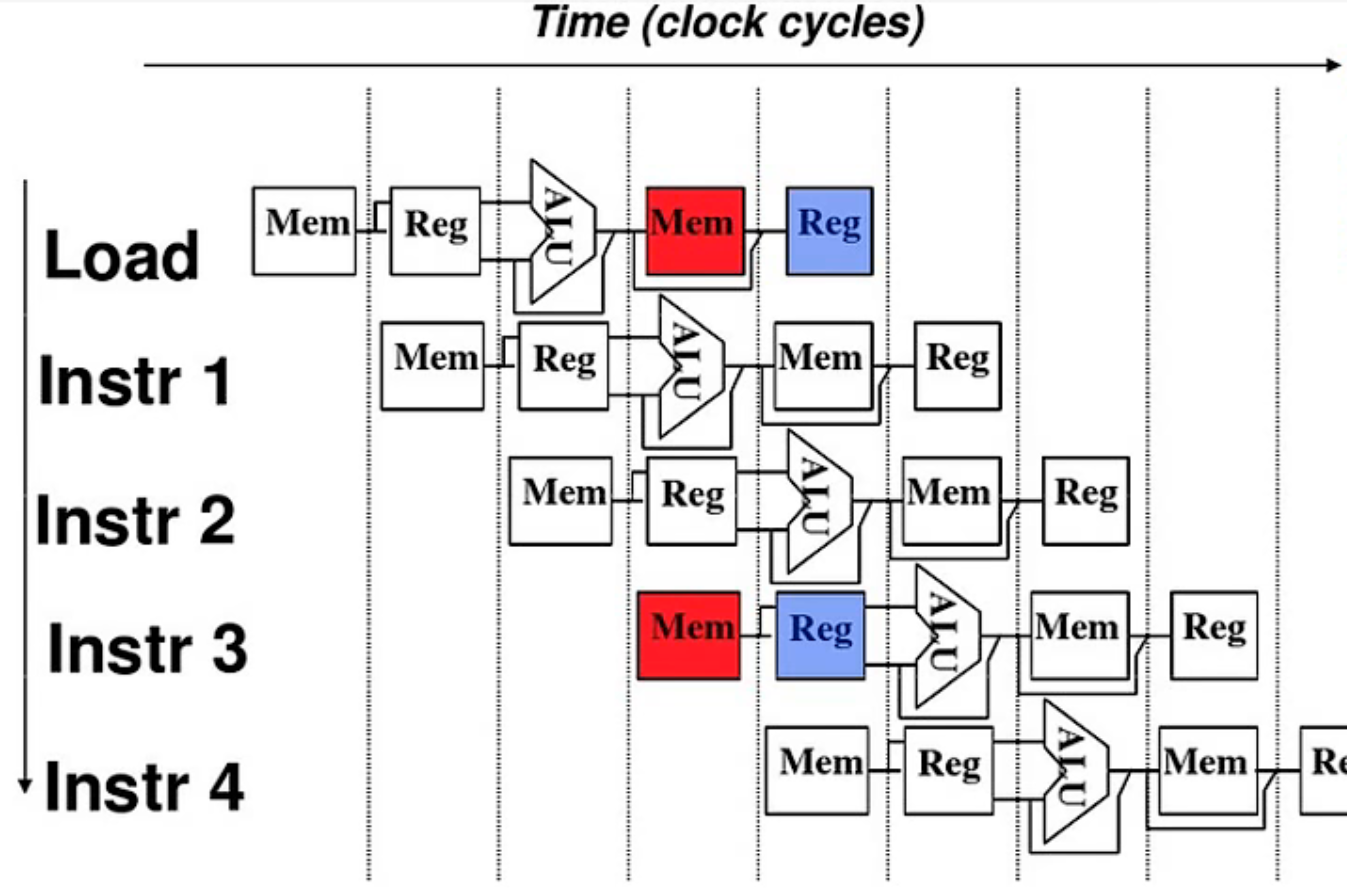 Time (clock cycles)
Load Mem Reg ALU Mem Reg
Instr 1 Mem Reg ALU Mem Reg
Instr 2 Mem Reg ALU Mem Reg
Instr 3 Mem Reg ALU Mem Reg
Instr 4 Mem Reg ALU Mem Re